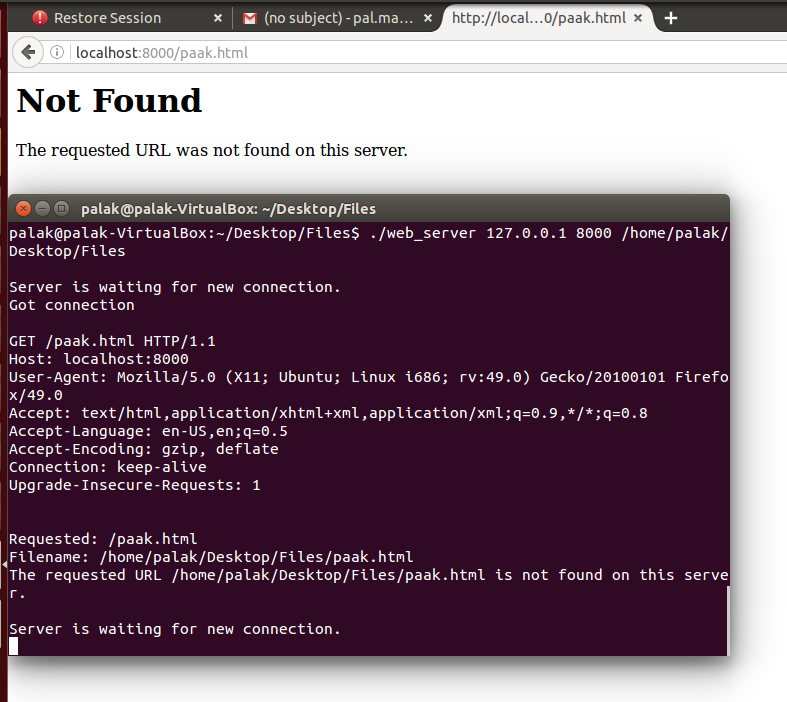 Restore Session
(no subject) - pal.ma...
http://local...0/paak.html
localhost:8000/paak.html
Not Found
The requested URL was not found on this server.
palak@palak-VirtualBox: ~/Desktop/Files
palak@palak-VirtualBox:~/Desktop/Files$ ./web_server 127.0.0.1 8000 /home/palak/
Desktop/Files
Server is waiting for new connection.
Got connection
GET /paak.html HTTP/1.1
Host: localhost:8000
User-Agent: Mozilla/5.0 (X11; Ubuntu; Linux i686; rv:49.0) Gecko/20100101 Firefo
x/49.0
Accept: text/html,application/xhtml+xml,application/xml;q=0.9,*/*;q=0.8
Accept-Language: en-US,en;q=0.5
Accept-Encoding: gzip, deflate
Connection: keep-alive
Upgrade-Insecure-Requests: 1
Requested: /paak.html
Filename: /home/palak/Desktop/Files/paak.html
The requested URL /home/palak/Desktop/Files/paak.html is not found on this serve
r.
Server is waiting for new connection.